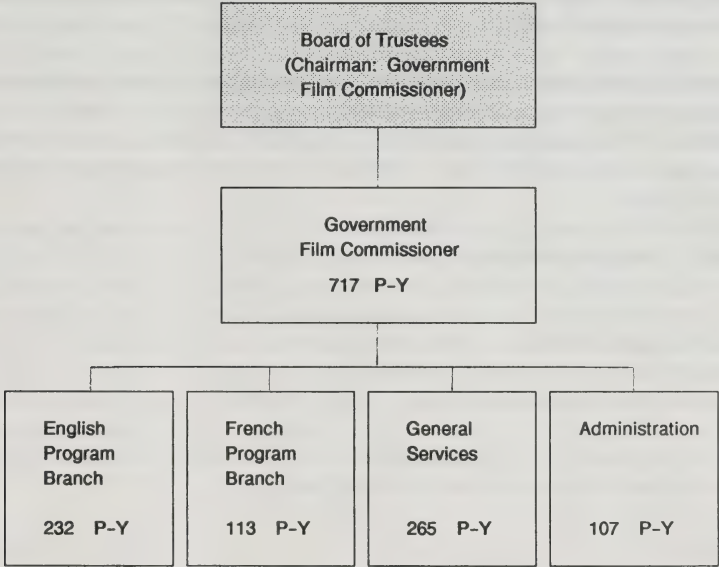 Board of Trustees
(Chairman: Government
Film Commissioner)
Government
Film Commissioner
717 P-Y
English
Program
Branch
232 P-Y
French
Program
Branch
113 P-Y
General
Services
265 P-Y
Administration
107 P-Y